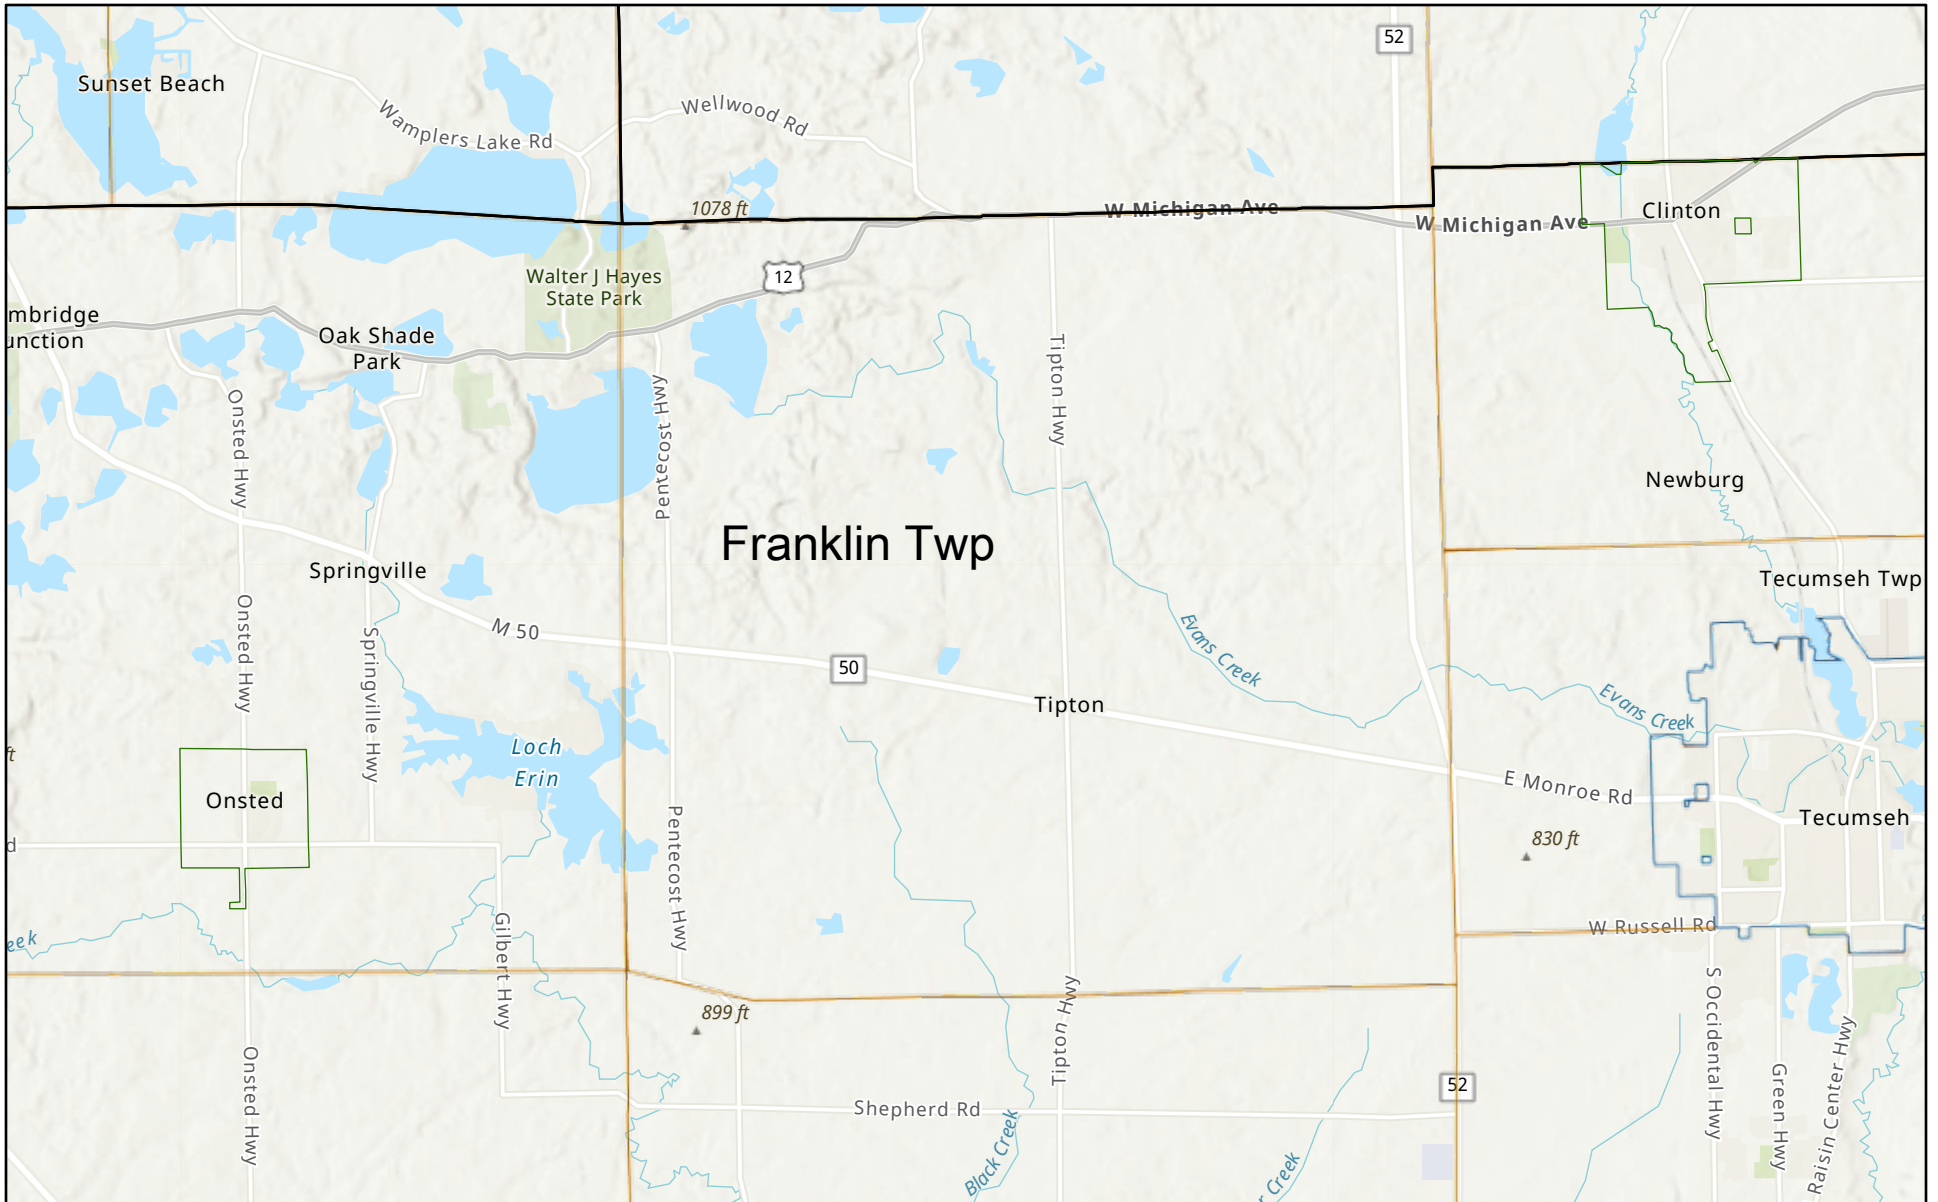 52
Sunset Beach
Wamplers Lake Rd
Wellwood Rd
1078 ft
W Michigan Ave
W Michigan Ave
Clinton
Walter J Hayes
State Park
12
mbridge
unction
Oak Shade
Park
Onsted Hwy
Pentecost Hwy
Tipton Hwy
Newburg
Franklin Twp
Springville
Tecumseh Twp
Onsted Hwy
Springville Hwy
M 50
50
Evans Creek
Evans Creek
Tipton
Loch
Erin
ft
Onsted
E Monroe Rd
830 ft
Tecumseh
d
Pentecost Hwy
W Russell Rd
eek
Gilbert Hwy
899 ft
Tipton Hwy
S Occidental Hwy
Onsted Hwy
52
Shepherd Rd
Green Hwy
Raisin Center Hwy
Black Creek
r Creek